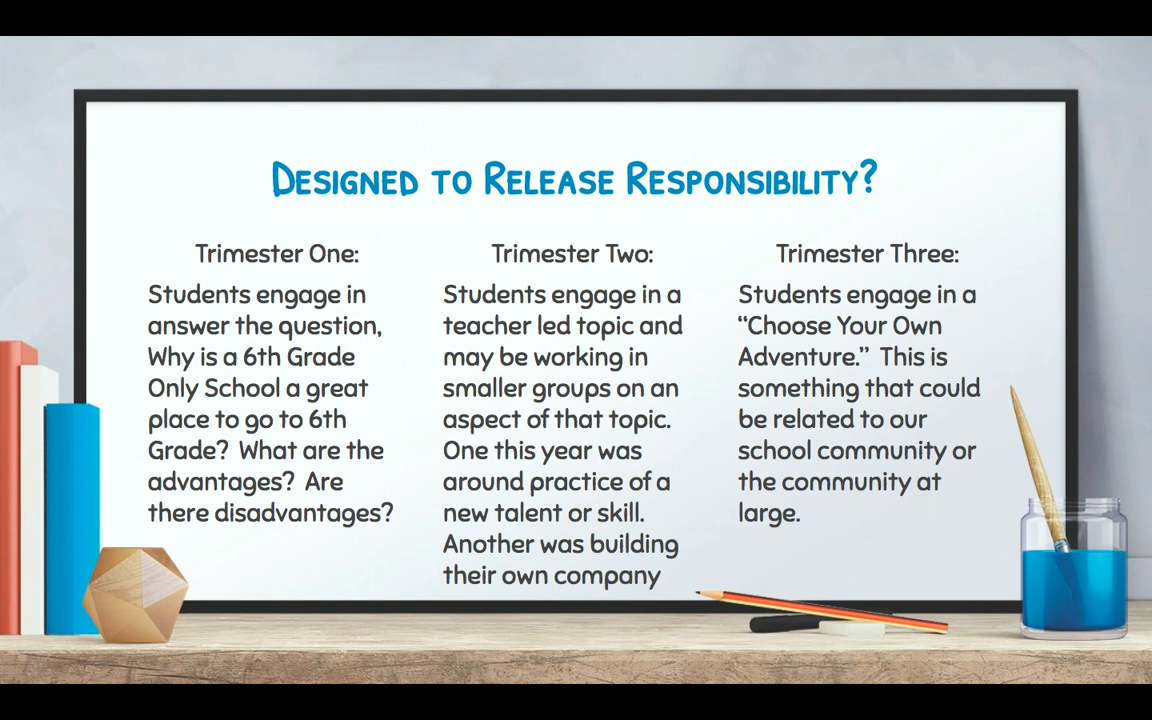 Designed to Release Responsibility?
Trimester One:
Students engage in
answer the question,
Why is a 6th Grade
Only School a great
place to go to 6th
Grade? What are the
advantages? Are
there disadvantages?
Trimester Two:
Students engage in a
teacher led topic and
may be working in
smaller groups on an
aspect of that topic.
One this year was
around practice of a
new talent or skill.
Another was building
their own company
Trimester Three:
Students engage in a
“Choose Your Own
Adventure.” This is
something that could
be related to our
school community or
the community at
large.